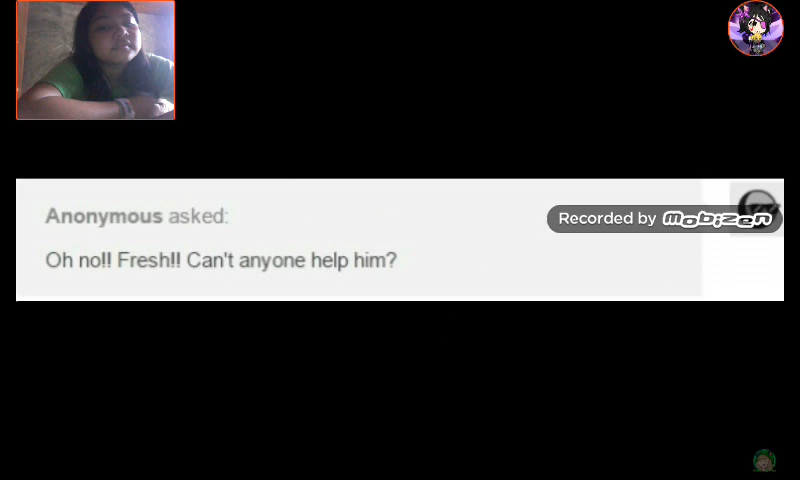 Anonymous asked:
Recorded by mobizen
Oh no!! Fresh!! Can't anyone help him?